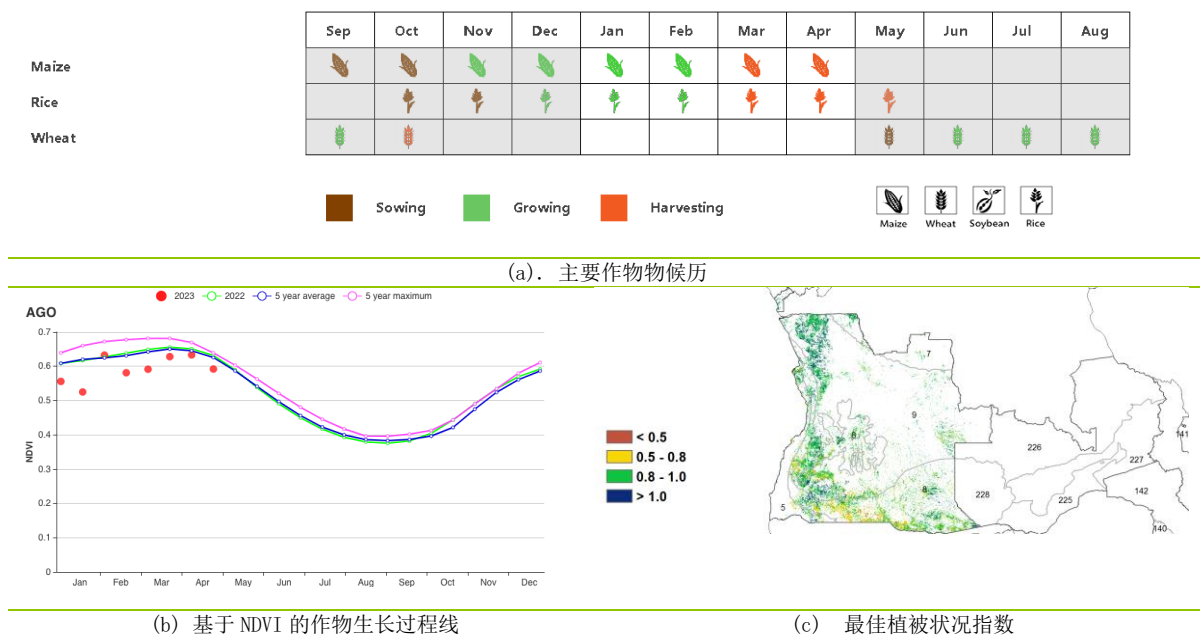 Sep Oct Nov Dec Jan Feb Mar Apr May Jun Jul Aug
Maize
Rice
Wheat
Sowing Growing Harvesting
Maize Wheat Soybean Rice
(a). 主要作物物候历
2023 2022 5 year average 5 year maximum
AGO
0.7
0.6
0.5
0.4
0.3
0.2
0.1
0
NDVI
Jan Feb Mar Apr May Jun Jul Aug Sep Oct Nov Dec
< 0.5
0.5 - 0.8
0.8 - 1.0
> 1.0
7
9
6
8
5
226
227
228
225
141
142
140
(b) 基于 NDVI 的作物生长过程线
(c) 最佳植被状况指数